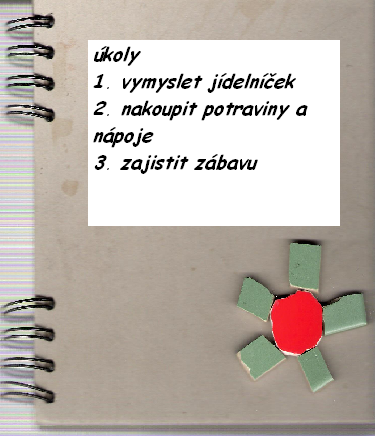 úkoly
1. vymyslet jídelníček
2. nakoupit potraviny a
nápoje
3. zajistit zábavu